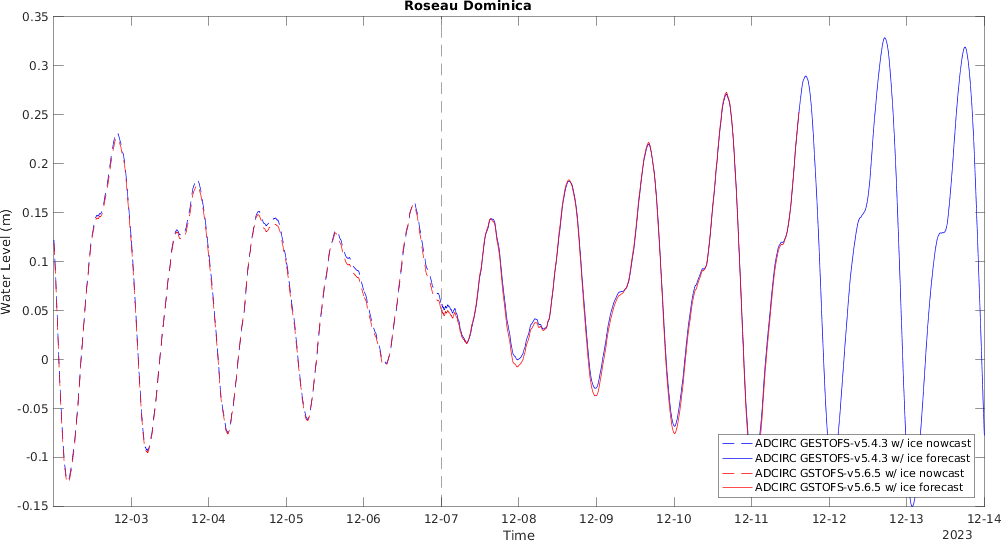 Roseau Dominica
0.35
0.3
0.25
0.2
0.15
0.1
0.05
0
-0.05
-0.1
-0.15
Water Level (m)
ADCIRC GESTOFS-v5.4.3 w/ ice nowcast
ADCIRC GESTOFS-v5.4.3 w/ ice forecast
ADCIRC GSTOFS-v5.6.5 w/ ice nowcast
ADCIRC GSTOFS-v5.6.5 w/ ice forecast
12-03 12-04 12-05 12-06 12-07 12-08 12-09 12-10 12-11 12-12 12-13 12-14
Time
2023